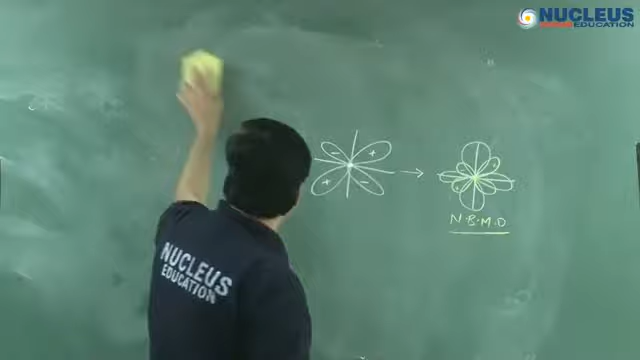 NUCLEUS
EDUCATION
- +
+ -
N.B.M.O
NUCLEUS
EDUCATION